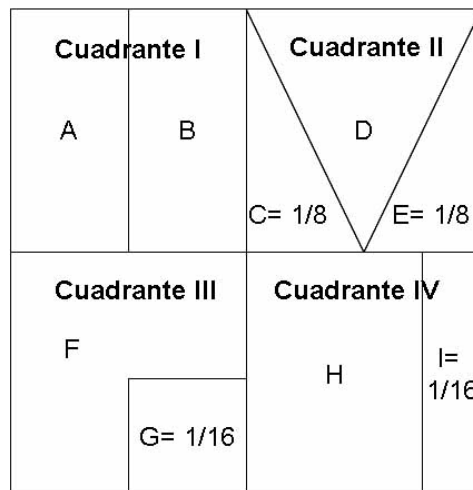 Cuadrante I
Cuadrante II
A
B
D
C= 1/8
E= 1/8
Cuadrante III
Cuadrante IV
F
H
I=
1/16
G= 1/16